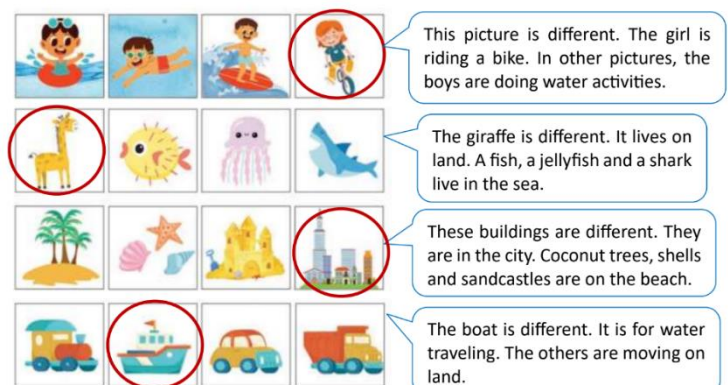 This picture is different. The girl is
riding a bike. In other pictures, the
boys are doing water activities.
The giraffe is different. It lives on
land. A fish, a jellyfish and a shark
live in the sea.
These buildings are different. They
are in the city. Coconut trees, shells
and sandcastles are on the beach.
The boat is different. It is for water
traveling. The others are moving on
land.